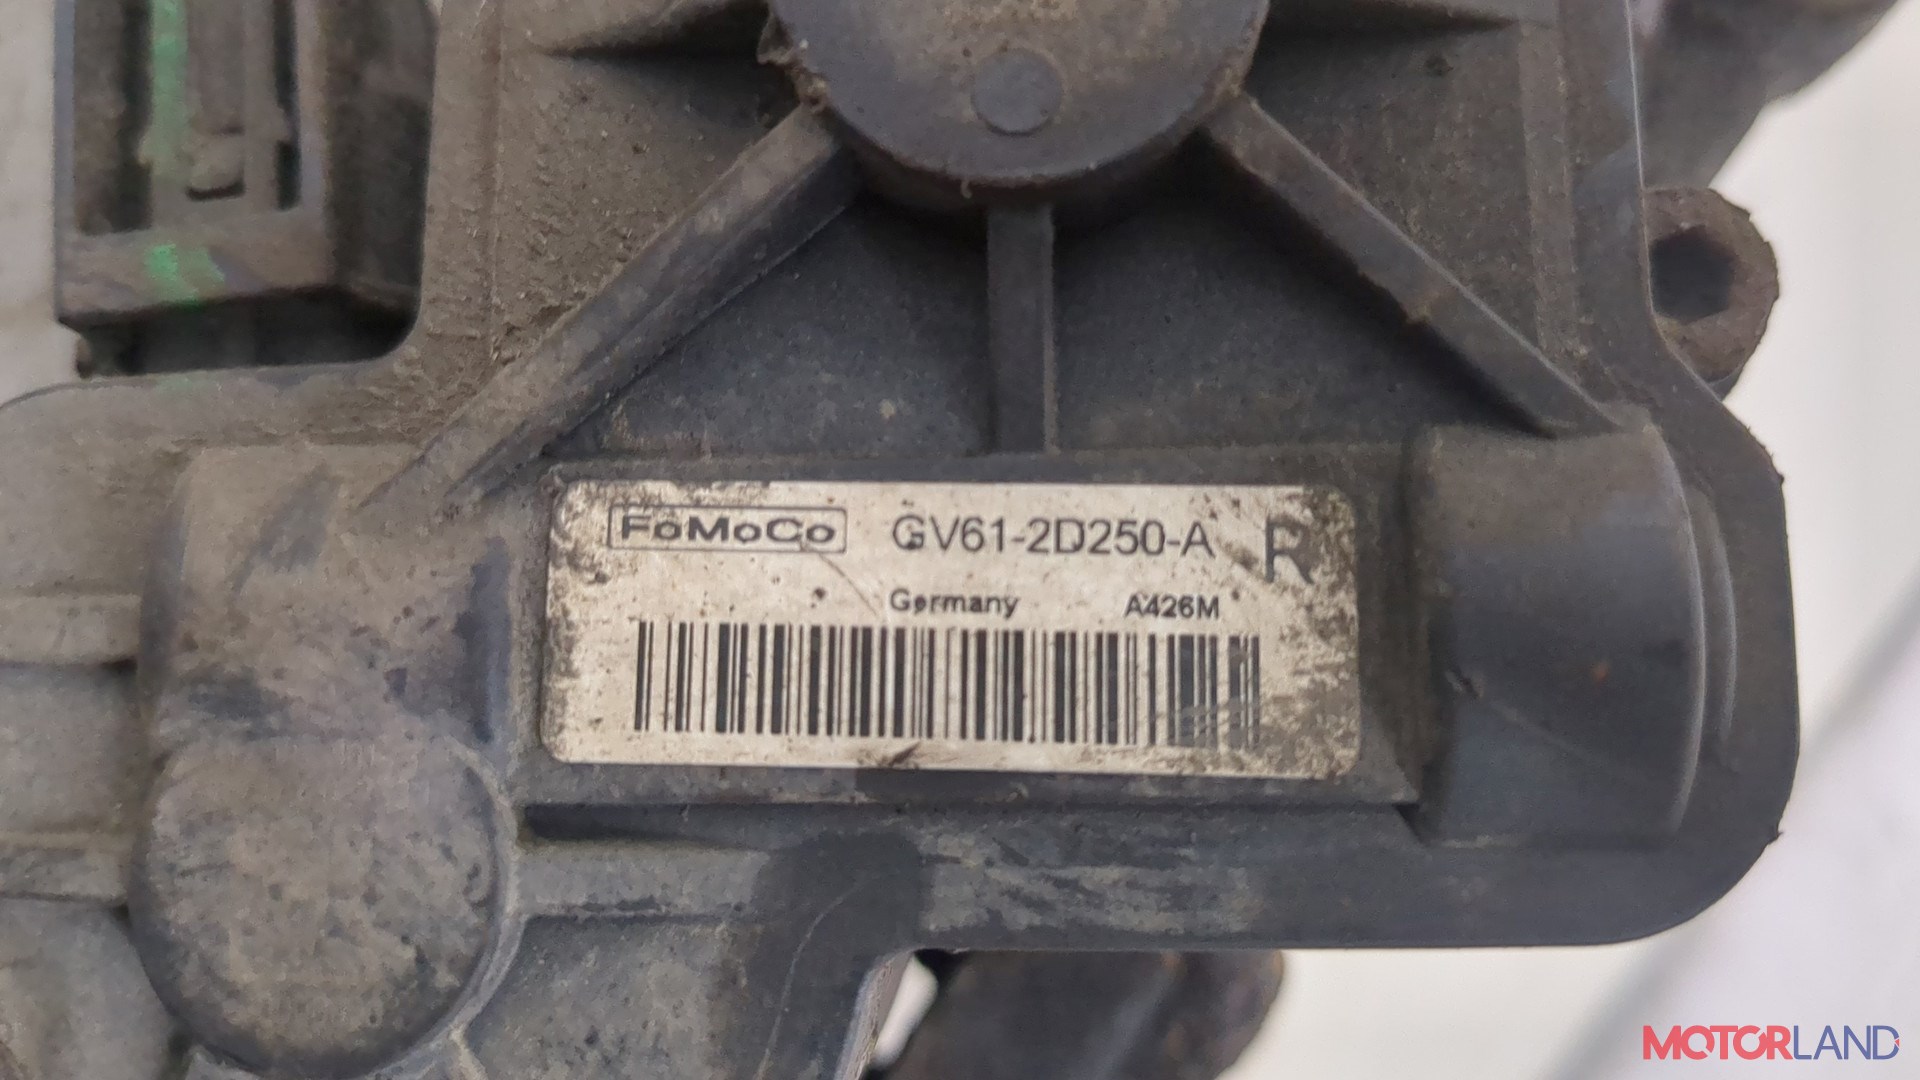 FoMoCo GV61-2D250-A R
Germany A426M
MOTORLAND